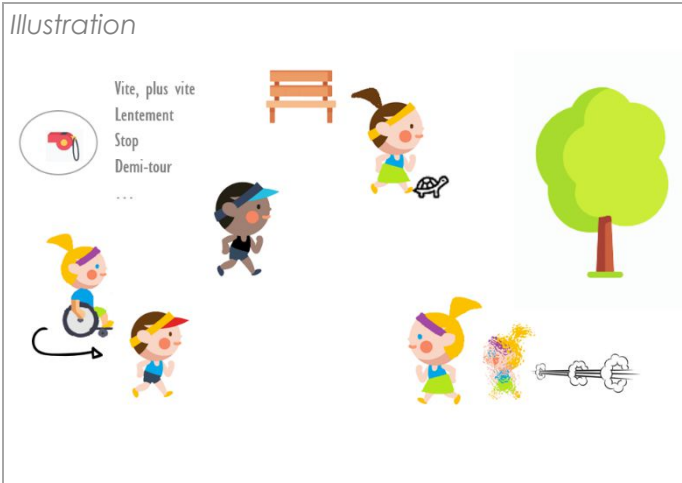 Illustration
Vite, plus vite
Lentement
Stop
Demi-tour
...